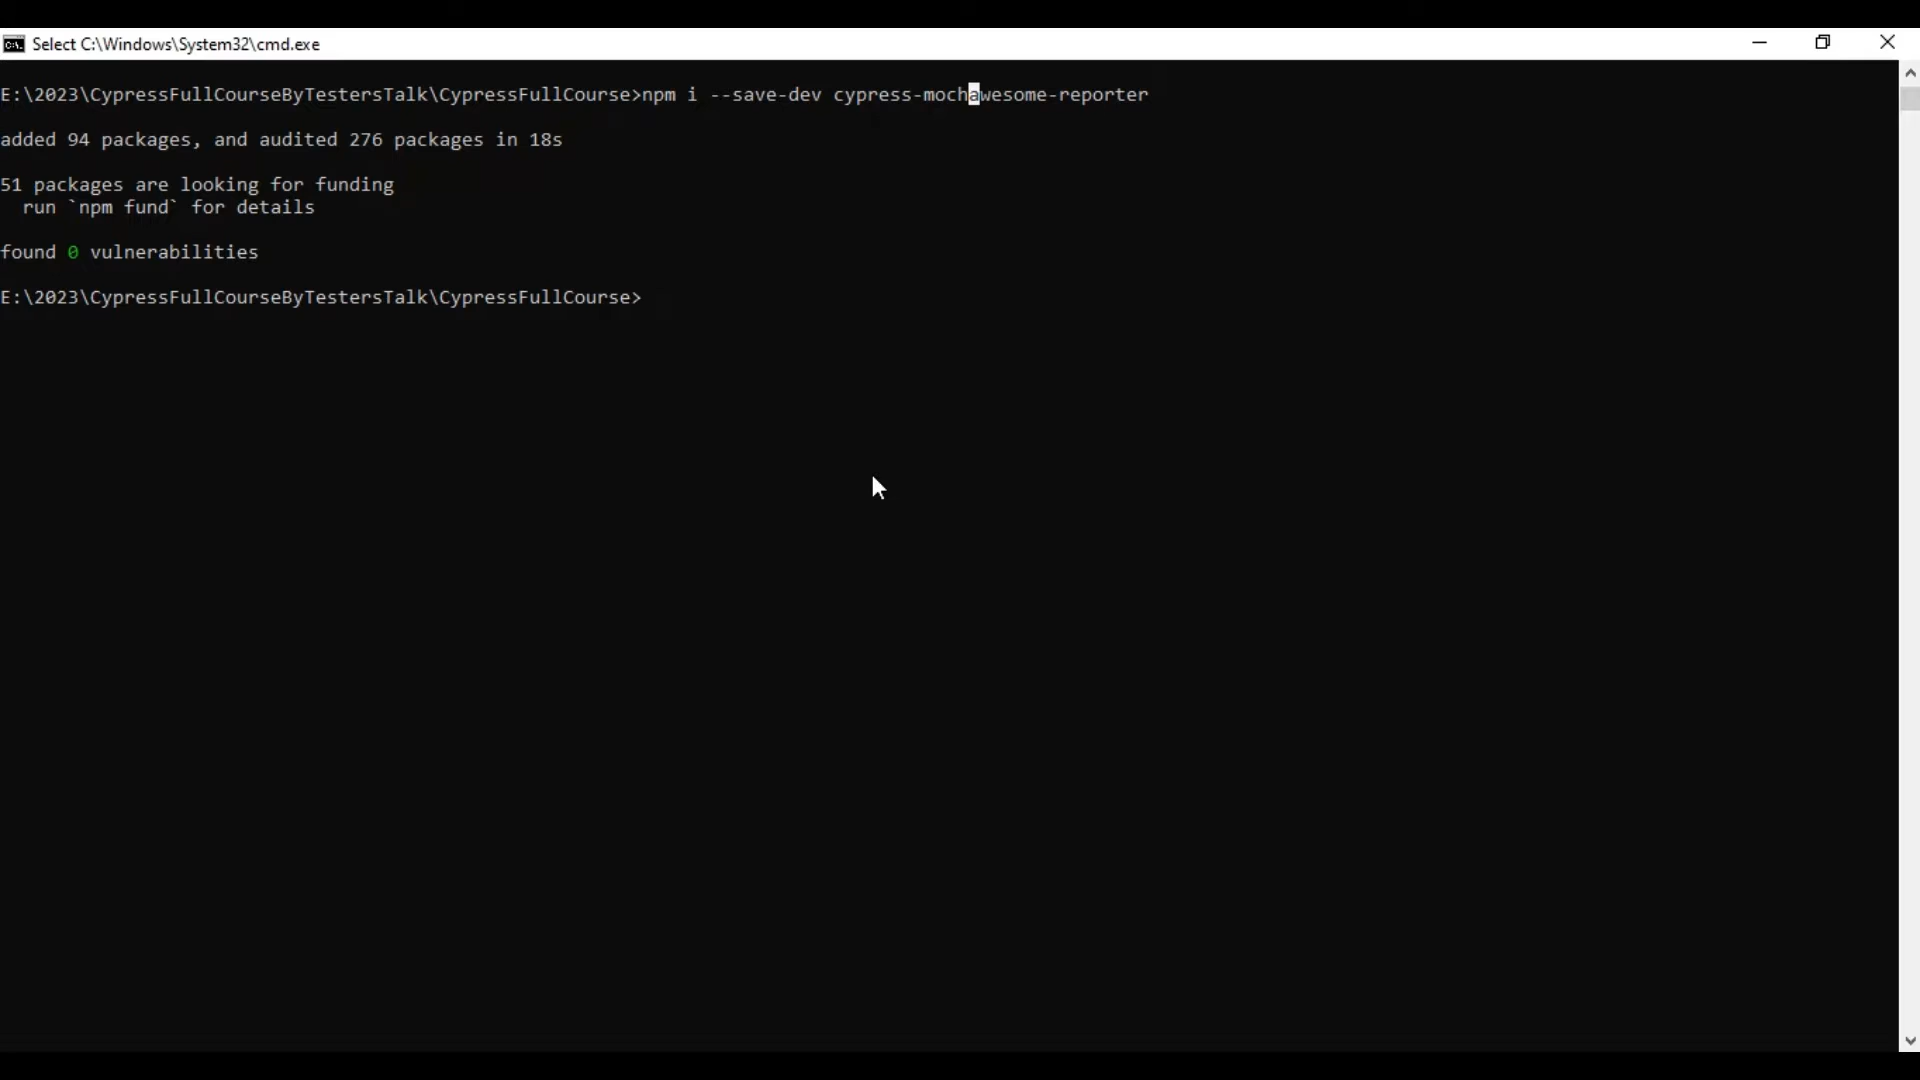 Select C:\Windows\System32\cmd.exe
E:\2023\CypressFullCourseByTestersTalk\CypressFullCourse>npm i --save-dev cypress-mochawesome-reporter
added 94 packages, and audited 276 packages in 18s
51 packages are looking for funding
run `npm fund` for details
found 0 vulnerabilities
E:\2023\CypressFullCourseByTestersTalk\CypressFullCourse>